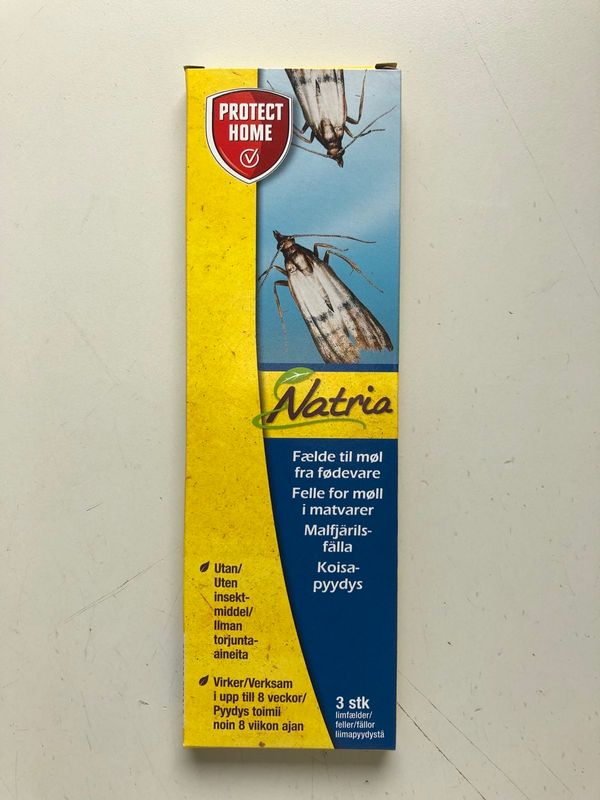 PROTECT
HOME
Natria
Fælde til møl
fra fødevare
Felle for møll
i matvarer
Malfjärils-
fälla
Koisa-
pyydys
Utan/
Uten
insekt-
middel/
Ilman
torjunta-
aineita
Virker/Verksam
i upp till 8 veckor/
Pyydys toimii
noin 8 viikon ajan
3 stk
limfælder/
feller/fällor
liimapyydystä